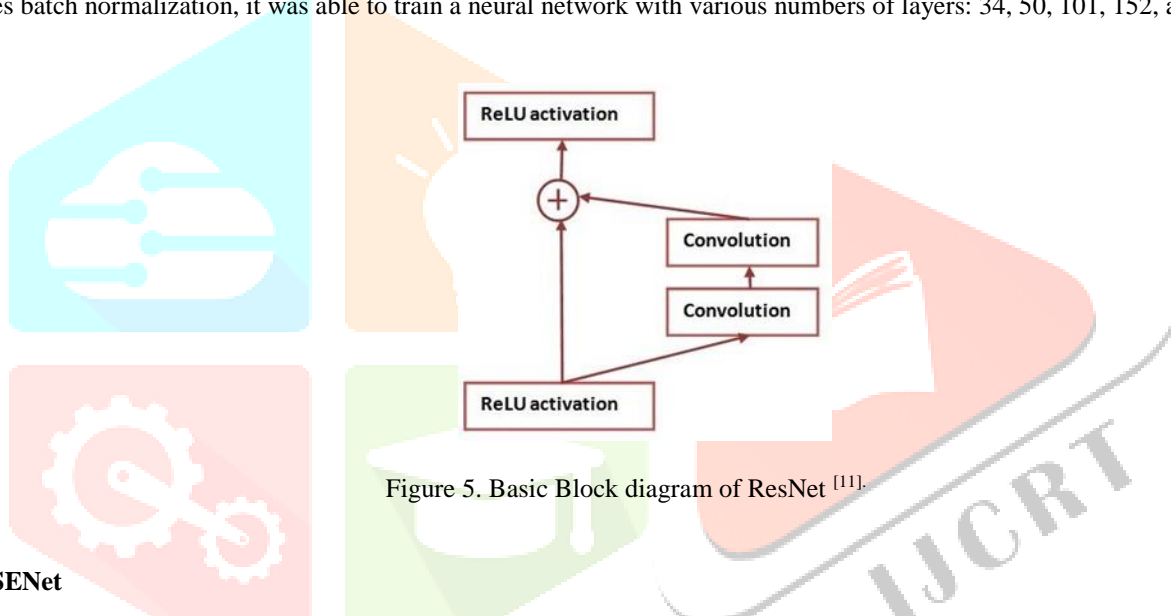 es batch normalization, it was able to train a neural network with various numbers of layers: 34, 50, 101, 152, a
ReLU activation
+
Convolution
Convolution
ReLU activation
Figure 5. Basic Block diagram of ResNet [11].
SENet
IJCRT